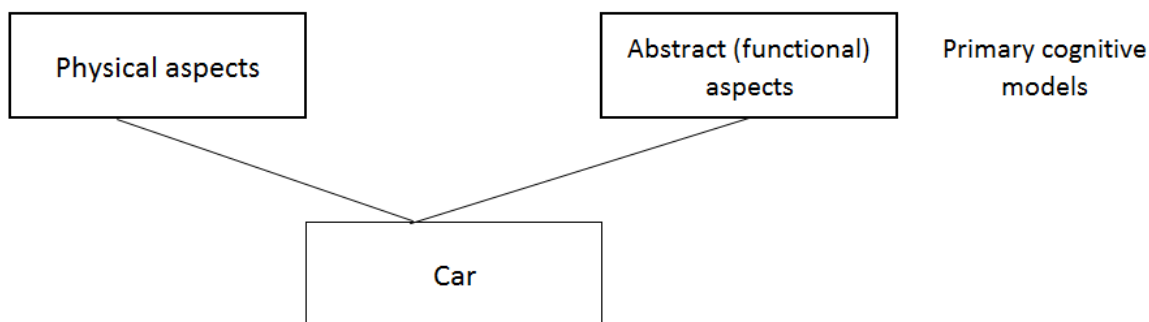 Physical aspects
Abstract (functional)
aspects
Primary cognitive
models
Car